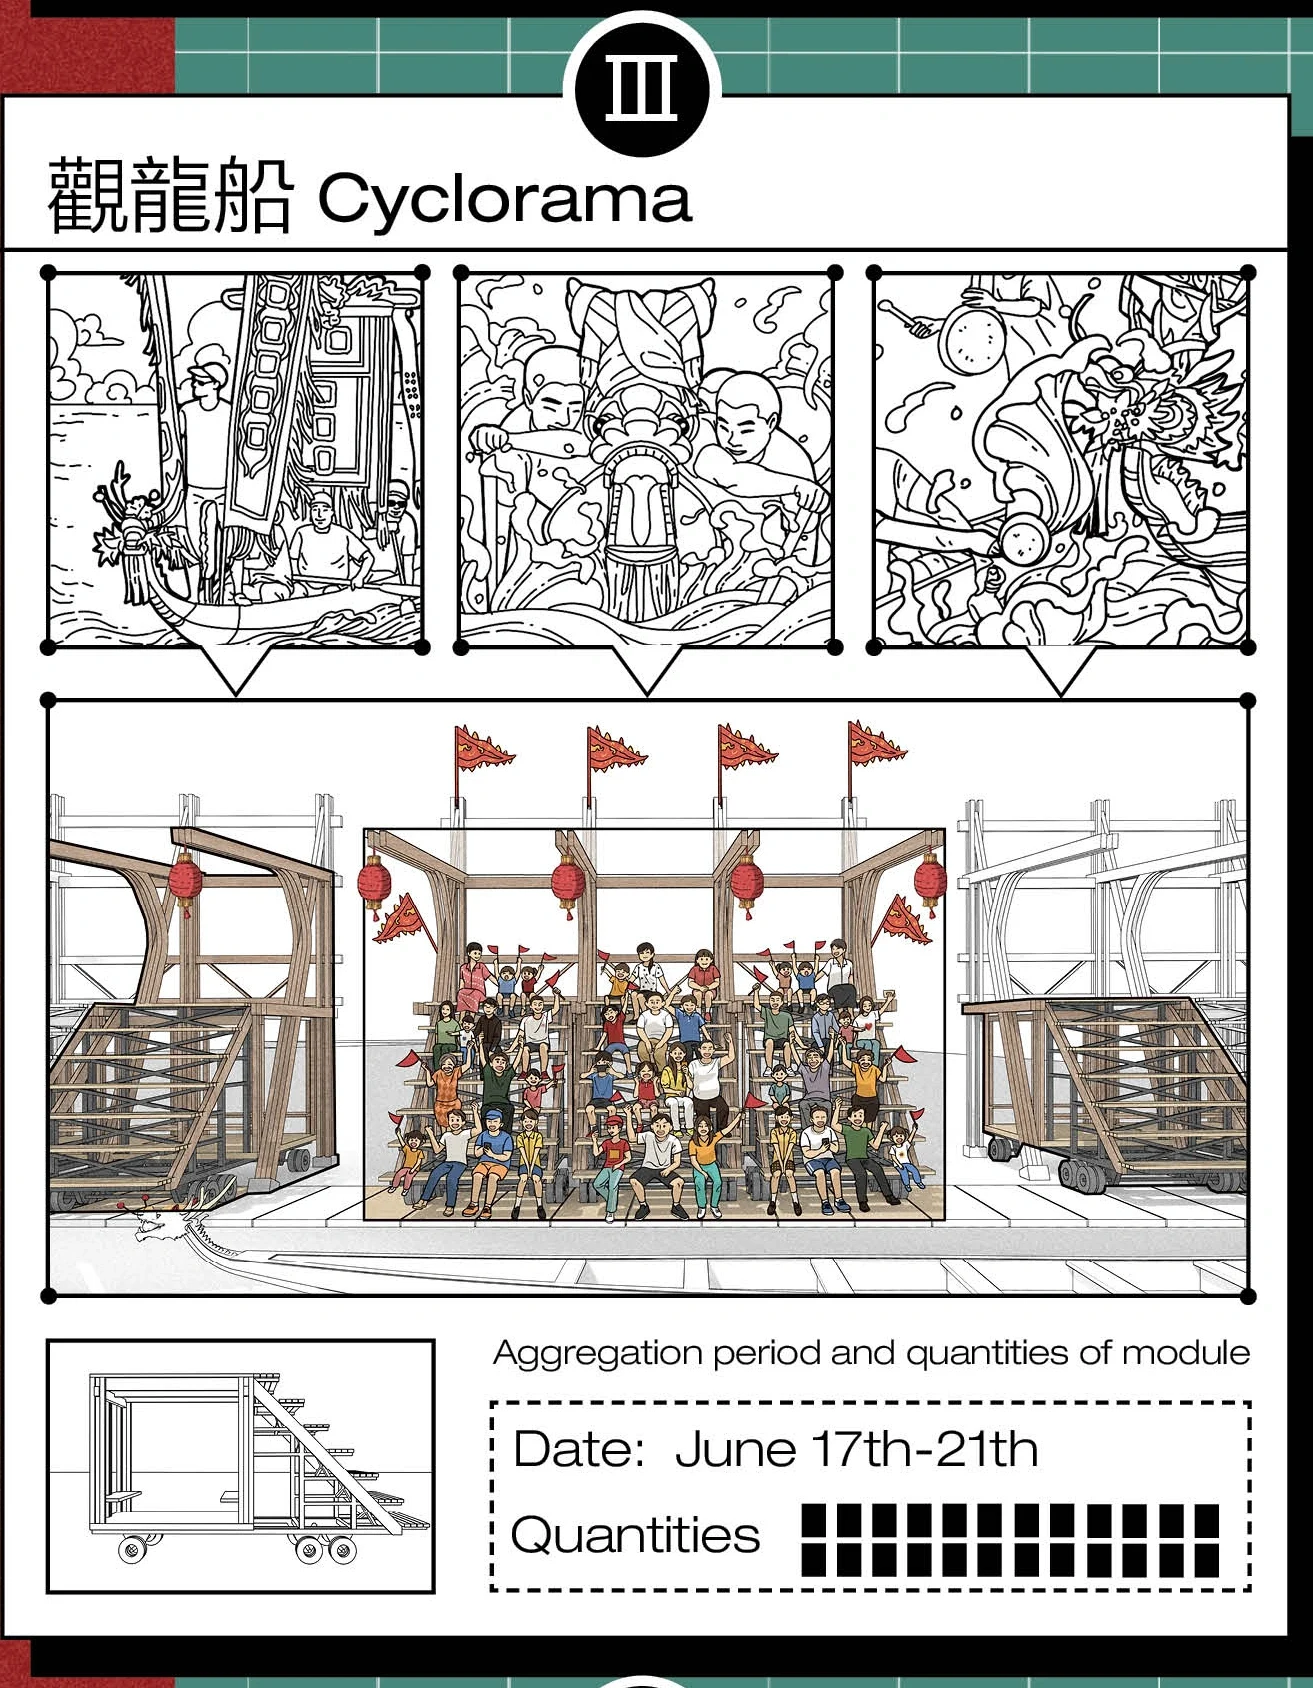 III
觀龍船 Cyclorama
Aggregation period and quantities of module
Date: June 17th-21th
Quantities